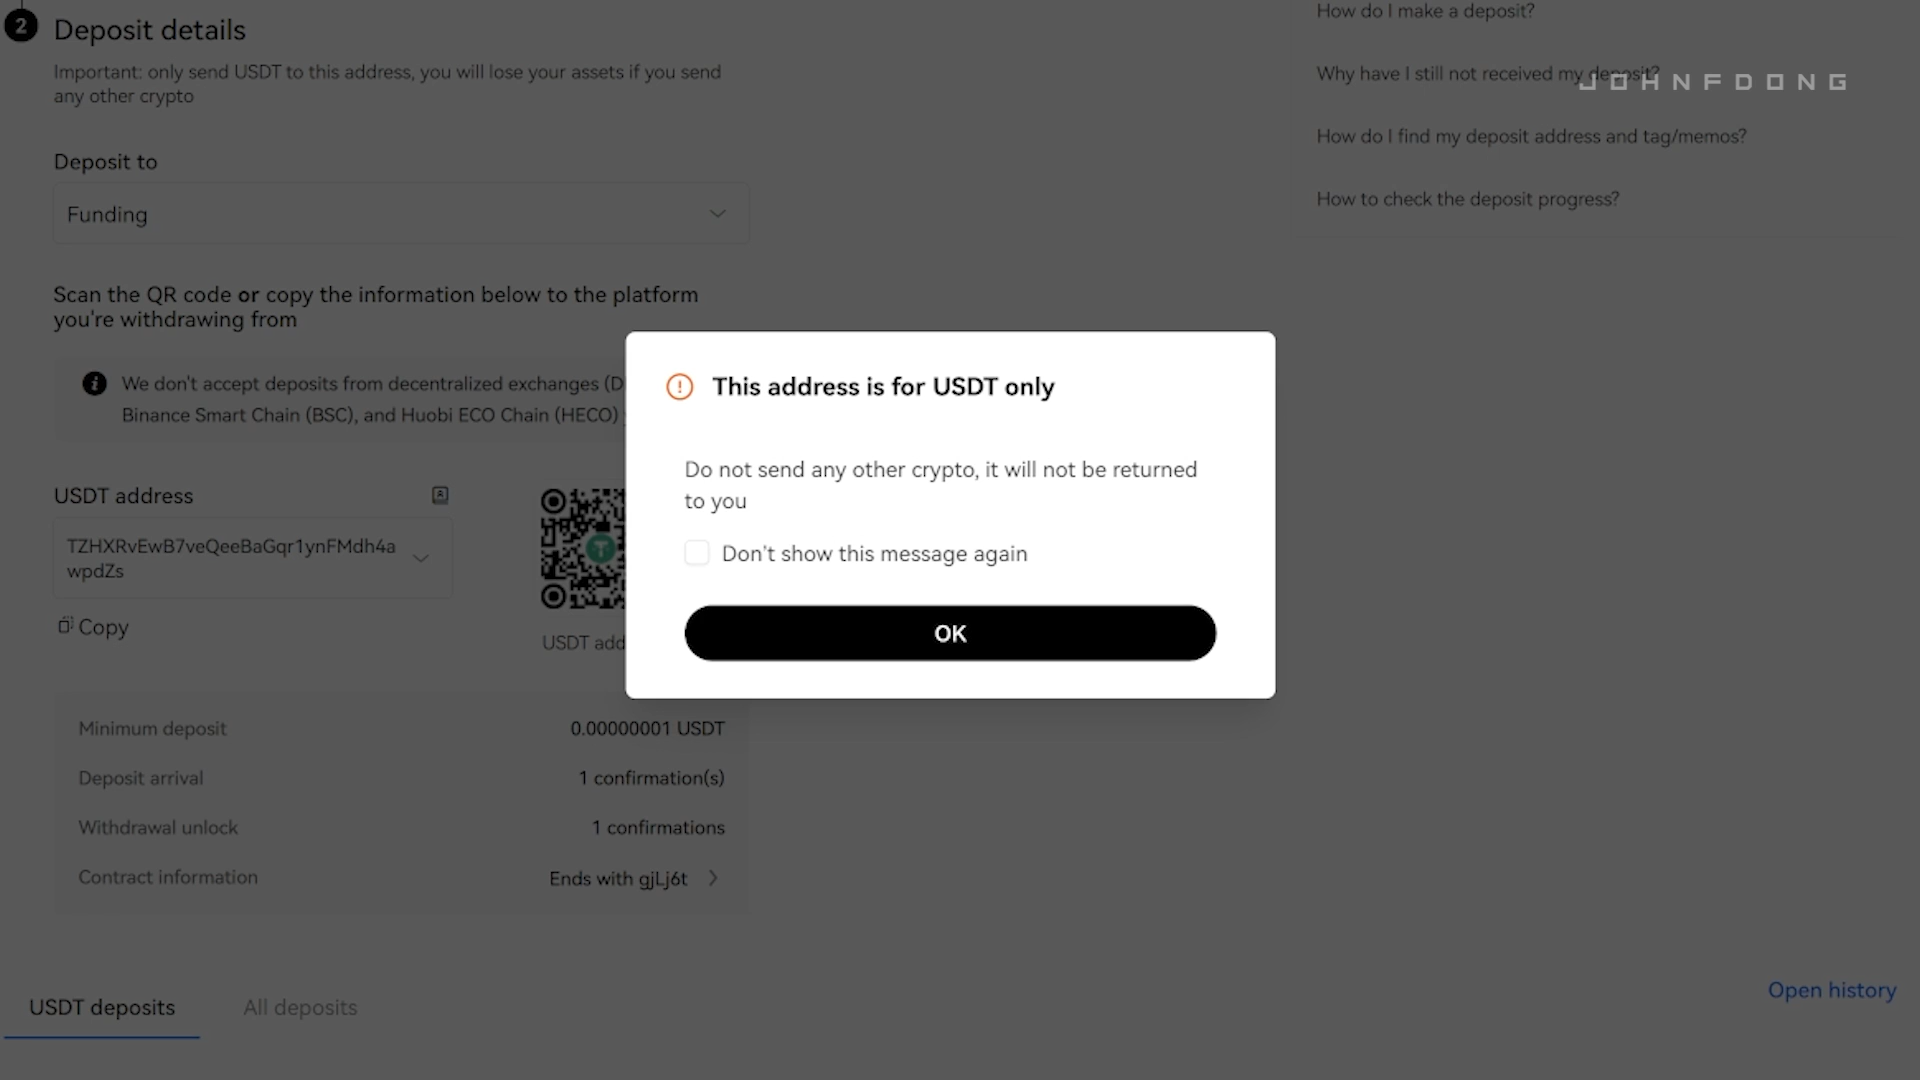 2
Deposit details
Important: only send USDT to this address, you will lose your assets if you send
any other crypto
Deposit to
Funding
Scan the QR code or copy the information below to the platform
you're withdrawing from
We don't accept deposits from decentralized exchanges (D
Binance Smart Chain (BSC), and Huobi ECO Chain (HECO)
USDT address
TZHXRvEwB7veQeeBaGqr1ynFMdh4a
wpdZs
Copy
USDT add
Minimum deposit 0.00000001 USDT
Deposit arrival 1 confirmation(s)
Withdrawal unlock 1 confirmations
Contract information Ends with gjLj6t
USDT deposits All deposits
This address is for USDT only
Do not send any other crypto, it will not be returned
to you
Don't show this message again
OK
How do I make a deposit?
Why have I still not received my deposit?
JOHNFDONG
How do I find my deposit address and tag/memos?
How to check the deposit progress?
Open history